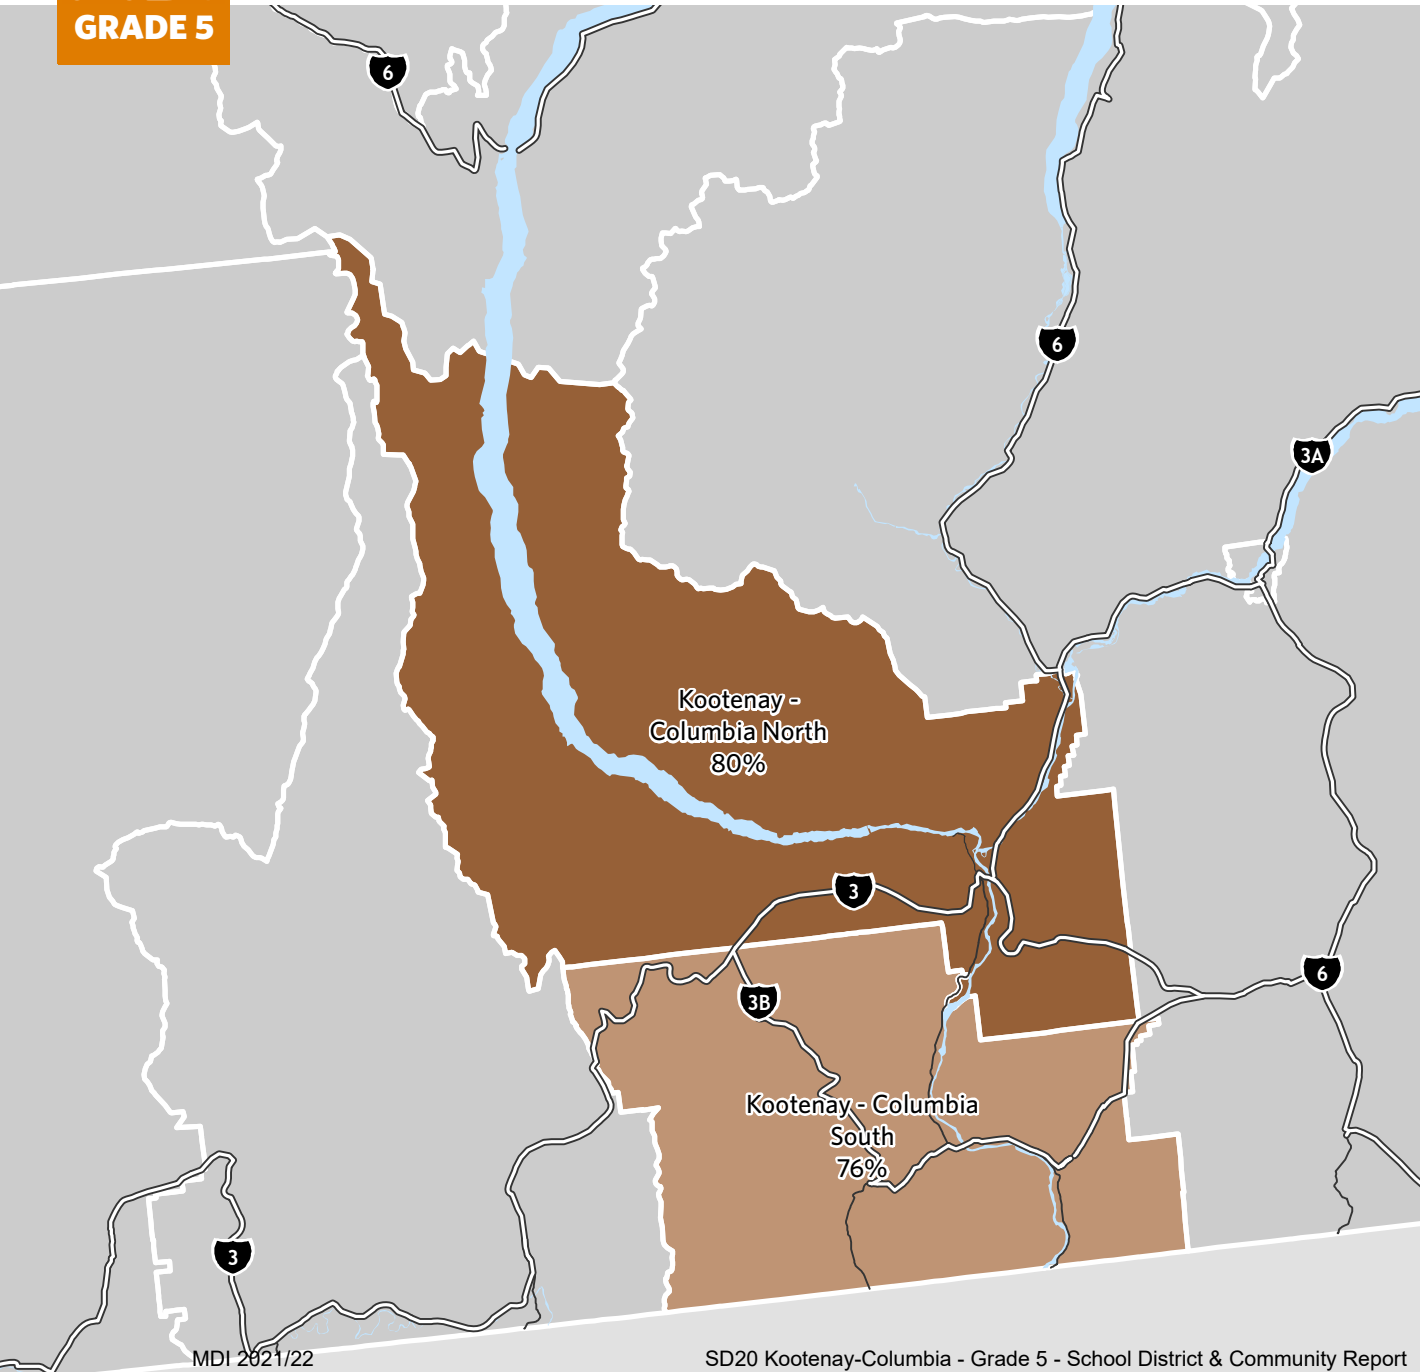 GRADE 5
6
6
3A
Kootenay -
Columbia North
80%
3
6
3B
Kootenay - Columbia
South
76%
3
MDI 2021/22
SD20 Kootenay-Columbia - Grade 5 - School District & Community Report